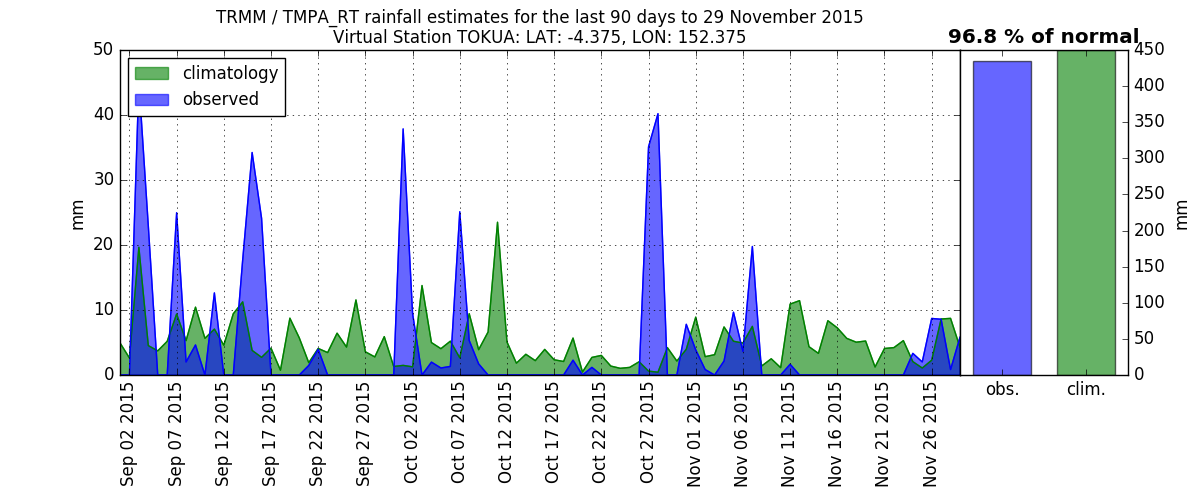 TRMM / TMPA_RT rainfall estimates for the last 90 days to 29 November 2015
Virtual Station TOKUA: LAT: -4.375, LON: 152.375
96.8 % of normal
climatology
observed
50
40
30
20
10
0
mm
450
400
350
300
250
200
150
100
50
0
mm
Sep 02 2015
Sep 07 2015
Sep 12 2015
Sep 17 2015
Sep 22 2015
Sep 27 2015
Oct 02 2015
Oct 07 2015
Oct 12 2015
Oct 17 2015
Oct 22 2015
Oct 27 2015
Nov 01 2015
Nov 06 2015
Nov 11 2015
Nov 16 2015
Nov 21 2015
Nov 26 2015
obs.
clim.